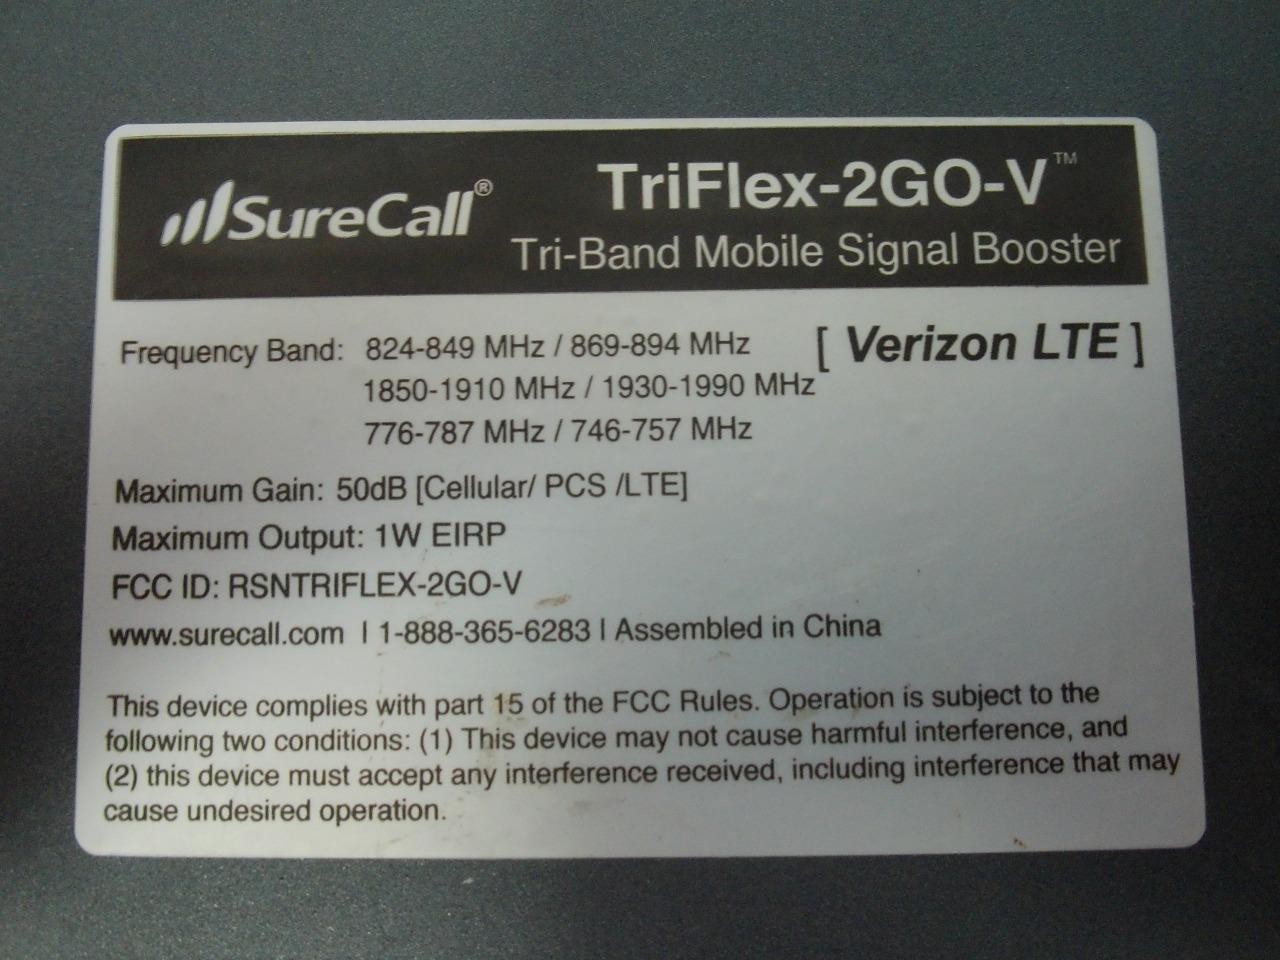 SureCall®
TriFlex-2GO-V™
Tri-Band Mobile Signal Booster
Frequency Band: 824-849 MHz / 869-894 MHz [ Verizon LTE ]
1850-1910 MHz / 1930-1990 MHz
776-787 MHz / 746-757 MHz
Maximum Gain: 50dB [Cellular/ PCS /LTE]
Maximum Output: 1W EIRP
FCC ID: RSNTRIFLEX-2GO-V
www.surecall.com | 1-888-365-6283 | Assembled in China
This device complies with part 15 of the FCC Rules. Operation is subject to the
following two conditions: (1) This device may not cause harmful interference, and
(2) this device must accept any interference received, including interference that may
cause undesired operation.